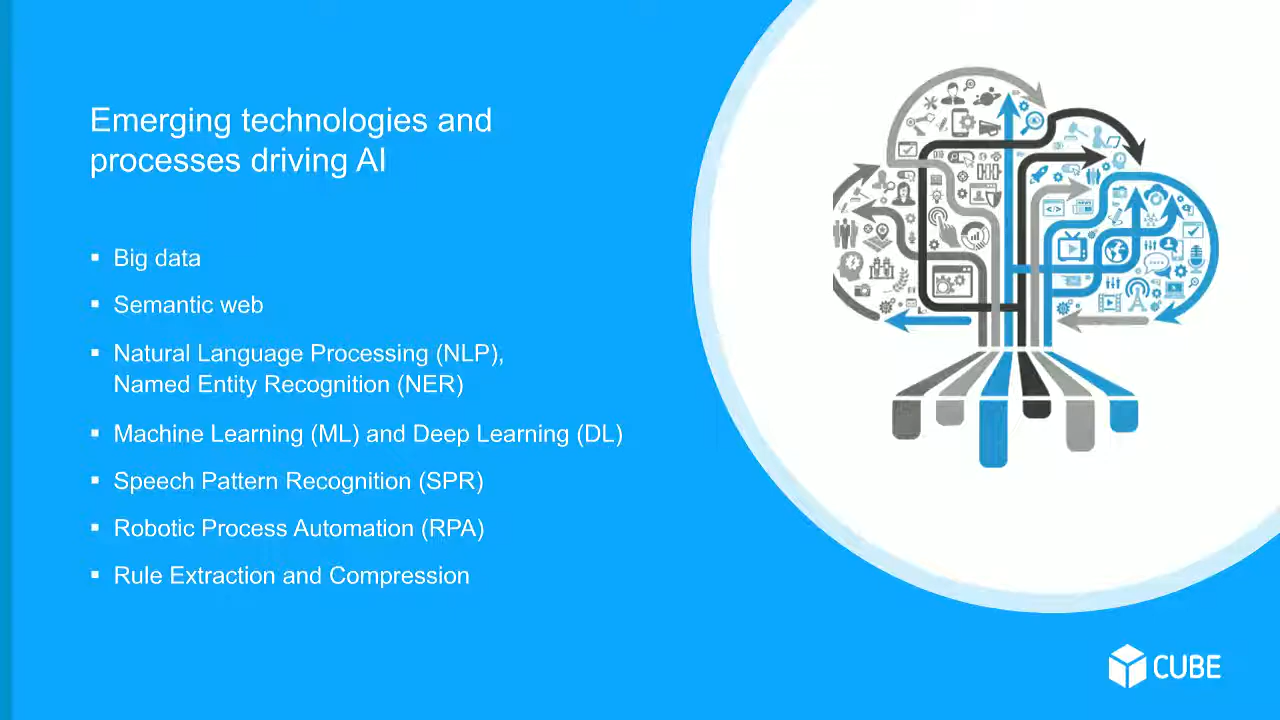 Emerging technologies and
processes driving AI
▪ Big data
▪ Semantic web
▪ Natural Language Processing (NLP),
Named Entity Recognition (NER)
▪ Machine Learning (ML) and Deep Learning (DL)
▪ Speech Pattern Recognition (SPR)
▪ Robotic Process Automation (RPA)
▪ Rule Extraction and Compression
CUBE